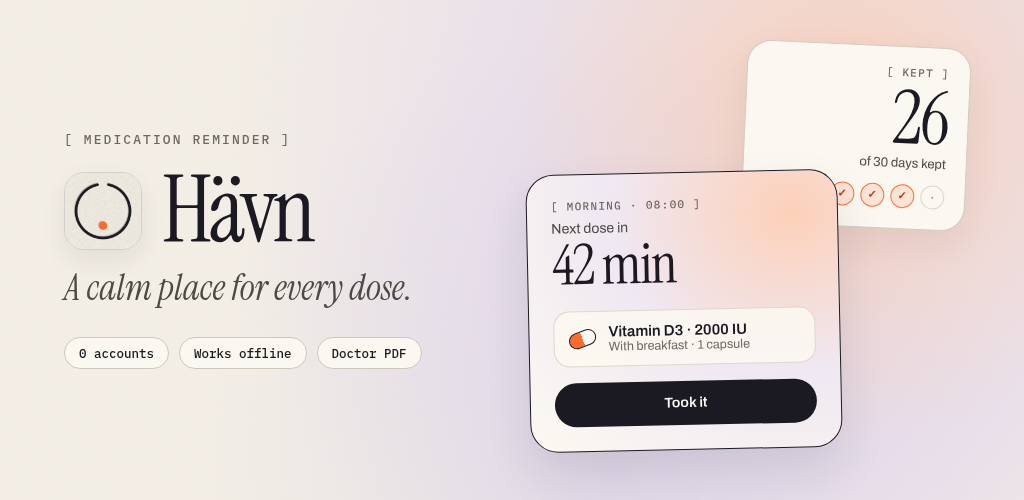 [ MEDICATION REMINDER ]
Hävn
A calm place for every dose.
0 accounts
Works offline
Doctor PDF
[ KEPT ]
26
of 30 days kept
[ MORNING · 08:00 ]
Next dose in
42 min
Vitamin D3 · 2000 IU
With breakfast · 1 capsule
Took it